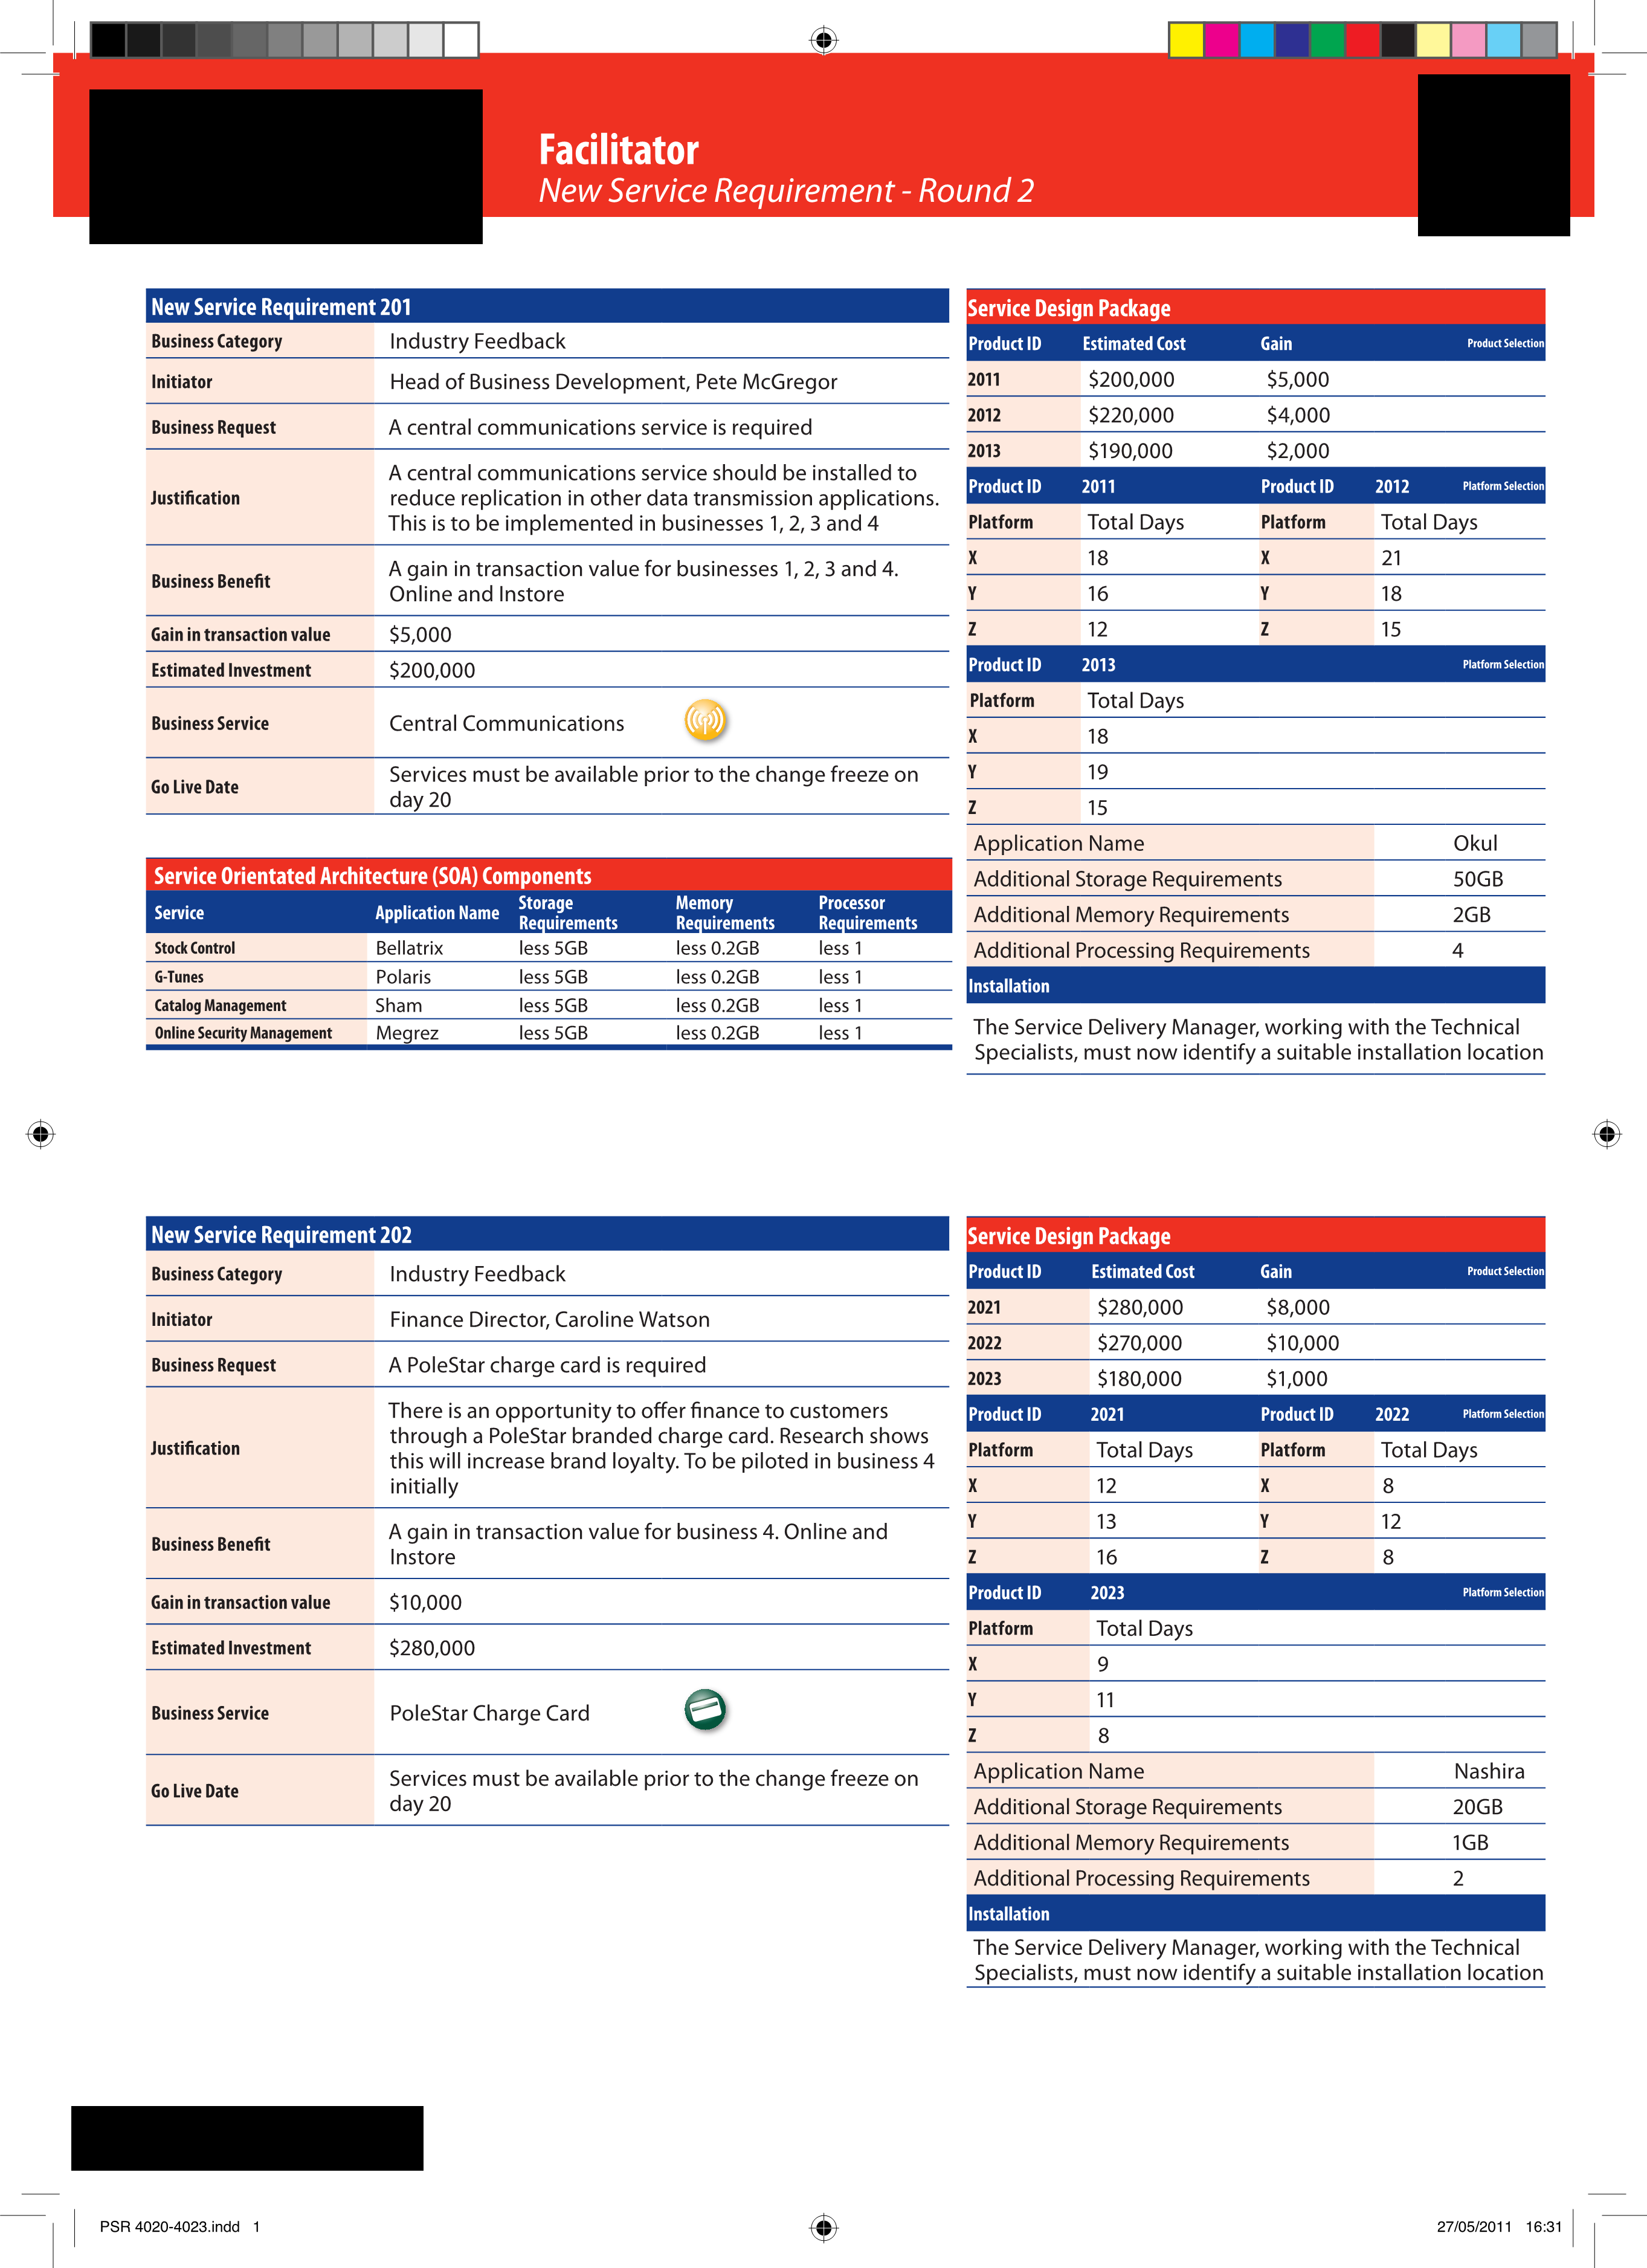 Facilitator
New Service Requirement - Round 2
New Service Requirement 201
Business Category Industry Feedback
Initiator Head of Business Development, Pete McGregor
Business Request A central communications service is required
Justification A central communications service should be installed to
reduce replication in other data transmission applications.
This is to be implemented in businesses 1, 2, 3 and 4
Business Benefit A gain in transaction value for businesses 1, 2, 3 and 4.
Online and Instore
Gain in transaction value $5,000
Estimated Investment $200,000
Business Service Central Communications
Go Live Date Services must be available prior to the change freeze on
day 20
Service Orientated Architecture (SOA) Components
Service Application Name Storage Requirements Memory Requirements Processor Requirements
Stock Control Bellatrix less 5GB less 0.2GB less 1
G-Tunes Polaris less 5GB less 0.2GB less 1
Catalog Management Sham less 5GB less 0.2GB less 1
Online Security Management Megrez less 5GB less 0.2GB less 1
Service Design Package
Product ID Estimated Cost Gain Product Selection
2011 $200,000 $5,000
2012 $220,000 $4,000
2013 $190,000 $2,000
Product ID 2011 Product ID 2012 Platform Selection
Platform Total Days Platform Total Days
X 18 X 21
Y 16 Y 18
Z 12 Z 15
Product ID 2013 Platform Selection
Platform Total Days
X 18
Y 19
Z 15
Application Name Okul
Additional Storage Requirements 50GB
Additional Memory Requirements 2GB
Additional Processing Requirements 4
Installation
The Service Delivery Manager, working with the Technical
Specialists, must now identify a suitable installation location
New Service Requirement 202
Business Category Industry Feedback
Initiator Finance Director, Caroline Watson
Business Request A PoleStar charge card is required
Justification There is an opportunity to offer finance to customers
through a PoleStar branded charge card. Research shows
this will increase brand loyalty. To be piloted in business 4
initially
Business Benefit A gain in transaction value for business 4. Online and
Instore
Gain in transaction value $10,000
Estimated Investment $280,000
Business Service PoleStar Charge Card
Go Live Date Services must be available prior to the change freeze on
day 20
Service Design Package
Product ID Estimated Cost Gain Product Selection
2021 $280,000 $8,000
2022 $270,000 $10,000
2023 $180,000 $1,000
Product ID 2021 Product ID 2022 Platform Selection
Platform Total Days Platform Total Days
X 12 X 8
Y 13 Y 12
Z 16 Z 8
Product ID 2023 Platform Selection
Platform Total Days
X 9
Y 11
Z 8
Application Name Nashira
Additional Storage Requirements 20GB
Additional Memory Requirements 1GB
Additional Processing Requirements 2
Installation
The Service Delivery Manager, working with the Technical
Specialists, must now identify a suitable installation location
PSR 4020-4023.indd 1 27/05/2011 16:31